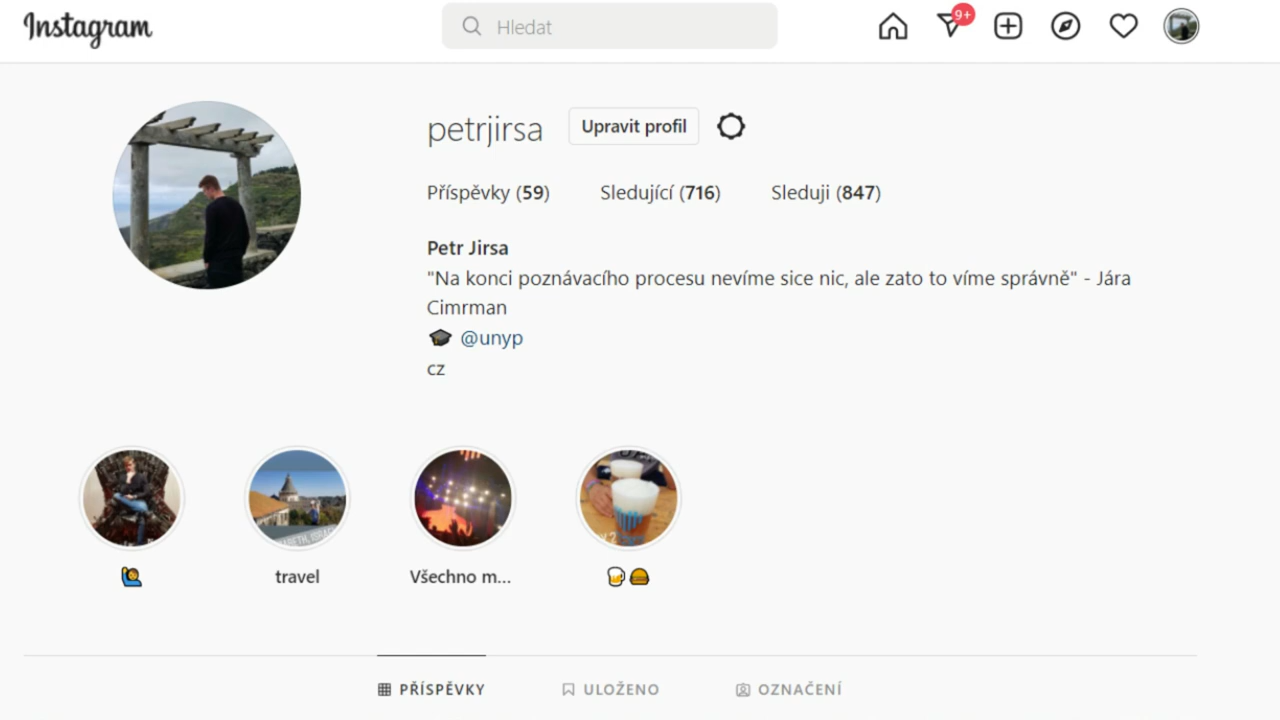 Instagram
Hledat
9+
petrjirsa
Upravit profil
Příspěvky (59)
Sledující (716)
Sleduji (847)
Petr Jirsa
"Na konci poznávacího procesu nevíme sice nic, ale zato to víme správně" - Jára
Cimrman
🎓 @unyp
cz
🙋
travel
Všechno m...
🍺🍔
PŘÍSPĚVKY
ULOŽENO
OZNAČENÍ